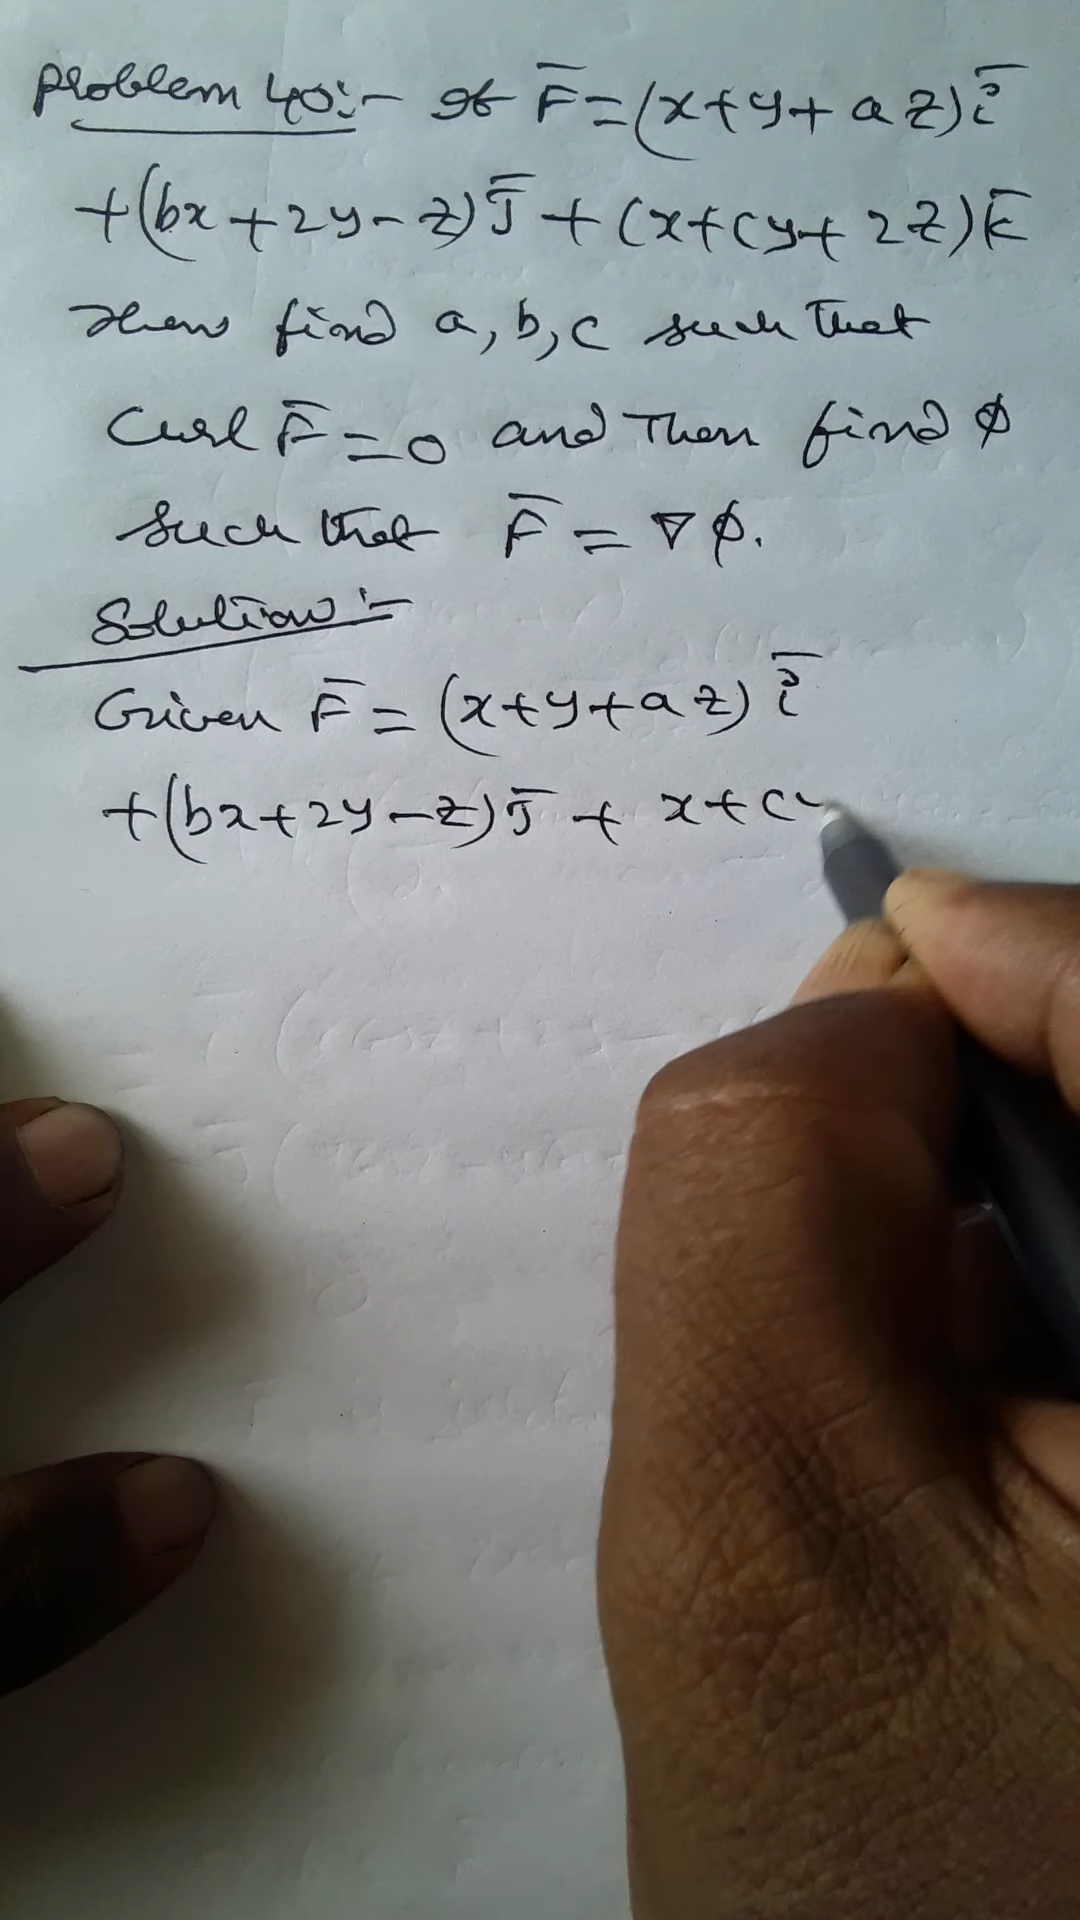 Problem 40:- If F̅=(x+y+az)i̅
+(bx+2y-z)J̅+(x+cy+2z)k̅
then find a,b,c such that
Curl F̅=0 and Then find ϕ
such that F̅=∇ϕ.
Solution:-
Given F̅=(x+y+az)i̅
+(bx+2y-z)J̅+ x+cy